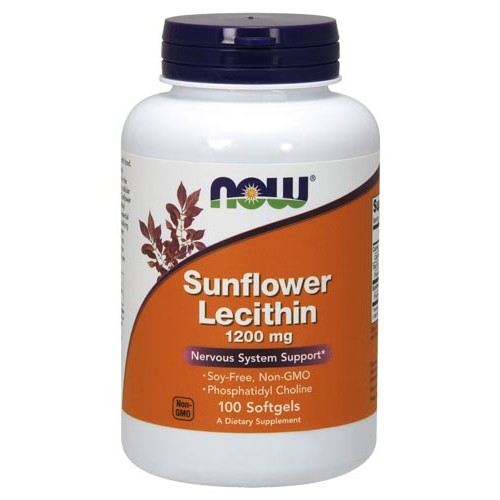 NOW
Sunflower
Lecithin
1200 mg
Nervous System Support*
• Soy-Free, Non-GMO
• Phosphatidyl Choline
100 Softgels
A Dietary Supplement
Non-
GMO